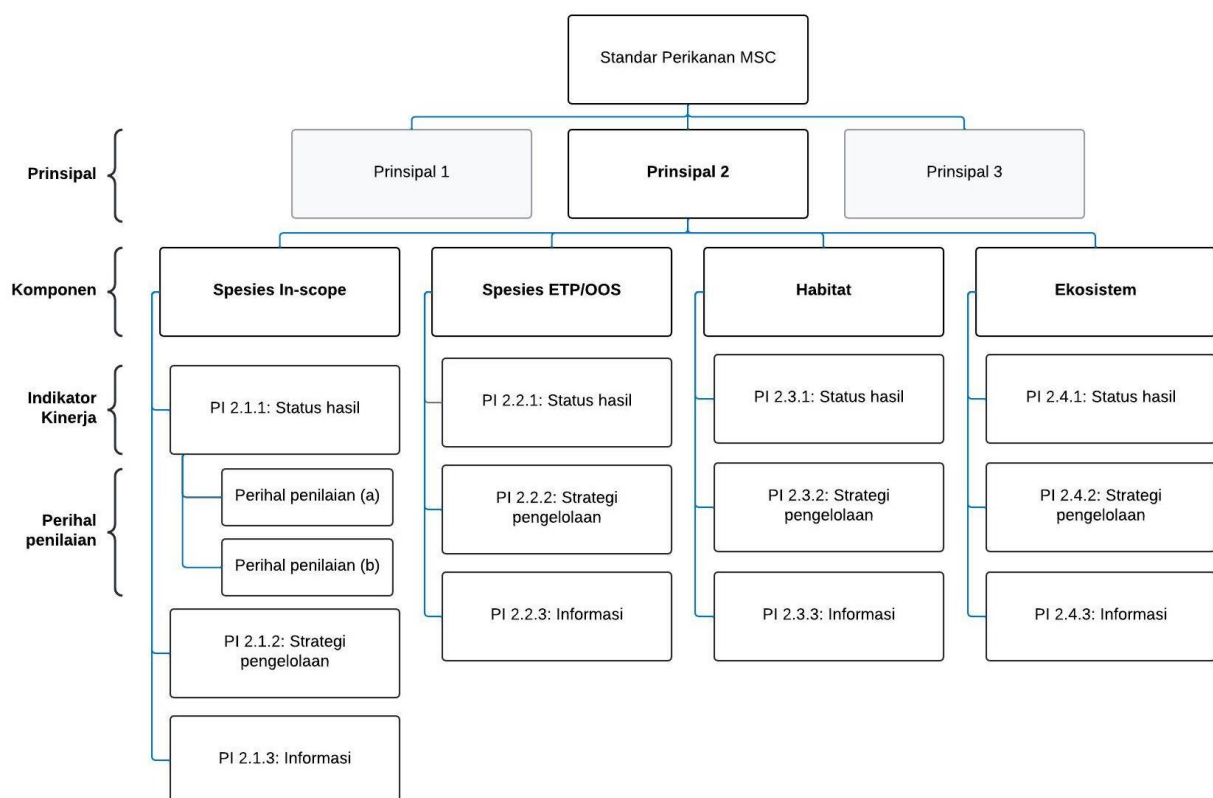 Standar Perikanan MSC
Prinsipal
Prinsipal 1
Prinsipal 2
Prinsipal 3
Komponen
Spesies In-scope
Spesies ETP/OOS
Habitat
Ekosistem
Indikator
Kinerja
PI 2.1.1: Status hasil
PI 2.2.1: Status hasil
PI 2.3.1: Status hasil
PI 2.4.1: Status hasil
Perihal
penilaian
Perihal penilaian (a)
Perihal penilaian (b)
PI 2.2.2: Strategi
pengelolaan
PI 2.3.2: Strategi
pengelolaan
PI 2.4.2: Strategi
pengelolaan
PI 2.1.2: Strategi
pengelolaan
PI 2.2.3: Informasi
PI 2.3.3: Informasi
PI 2.4.3: Informasi
PI 2.1.3: Informasi